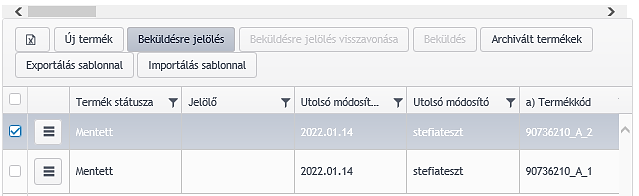 Új termék Beküldésre jelölés Beküldésre jelölés visszavonása Beküldés Archivált termékek
Exportálás sablonnal Importálás sablonnal
Termék státusza Jelölő Utolsó módosít... Utolsó módosító a) Termékkód
Mentett 2022.01.14 stefiateszt 90736210_A_2
Mentett 2022.01.14 stefiateszt 90736210_A_1